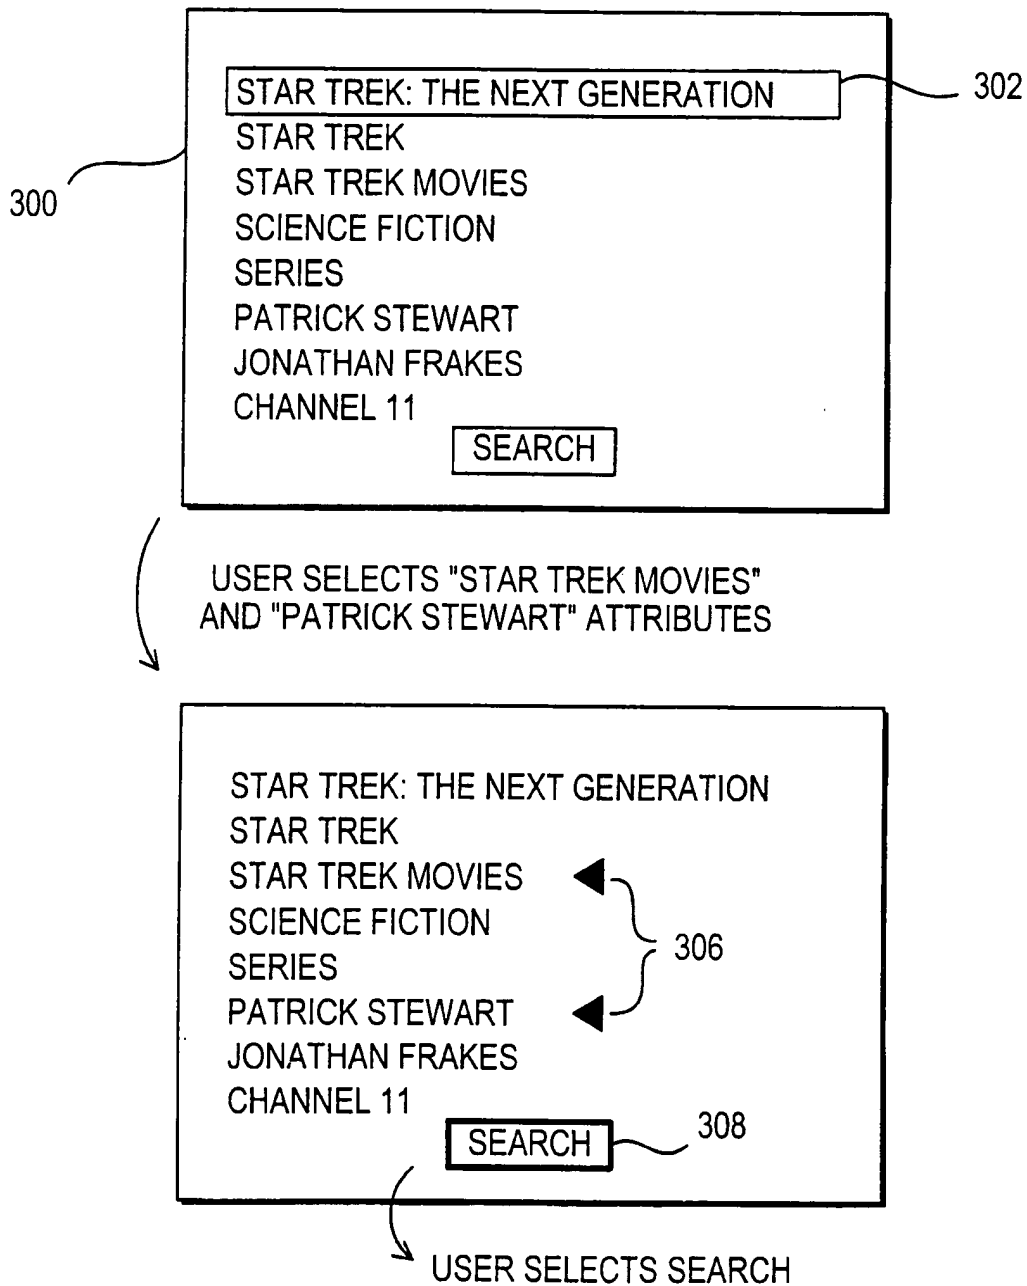 STAR TREK: THE NEXT GENERATION
302
STAR TREK
STAR TREK MOVIES
300
SCIENCE FICTION
SERIES
PATRICK STEWART
JONATHAN FRAKES
CHANNEL 11
SEARCH
USER SELECTS "STAR TREK MOVIES"
AND "PATRICK STEWART" ATTRIBUTES
STAR TREK: THE NEXT GENERATION
STAR TREK
STAR TREK MOVIES
SCIENCE FICTION
306
SERIES
PATRICK STEWART
JONATHAN FRAKES
CHANNEL 11
SEARCH
308
USER SELECTS SEARCH